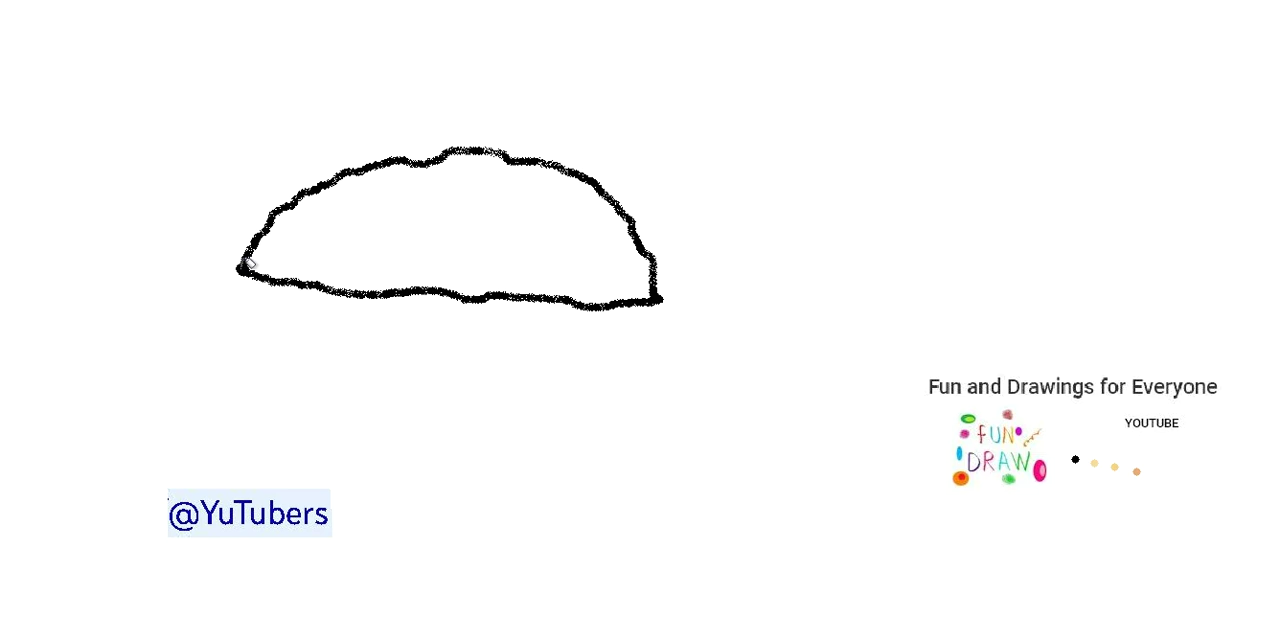 Fun and Drawings for Everyone
YOUTUBE
FUN
DRAW
@YuTubers